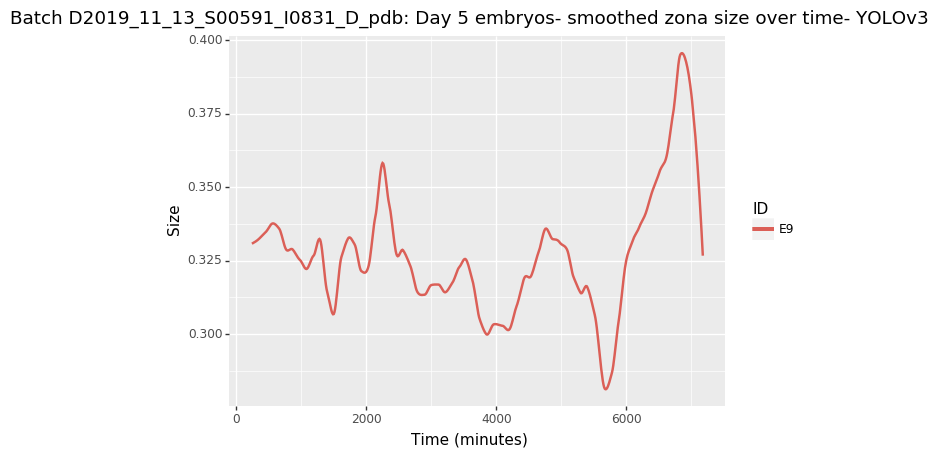 Batch D2019_11_13_S00591_I0831_D_pdb: Day 5 embryos- smoothed zona size over time- YOLOv3
0.400
0.375
0.350
0.325
0.300
Size
0
2000
4000
6000
Time (minutes)
ID
E9